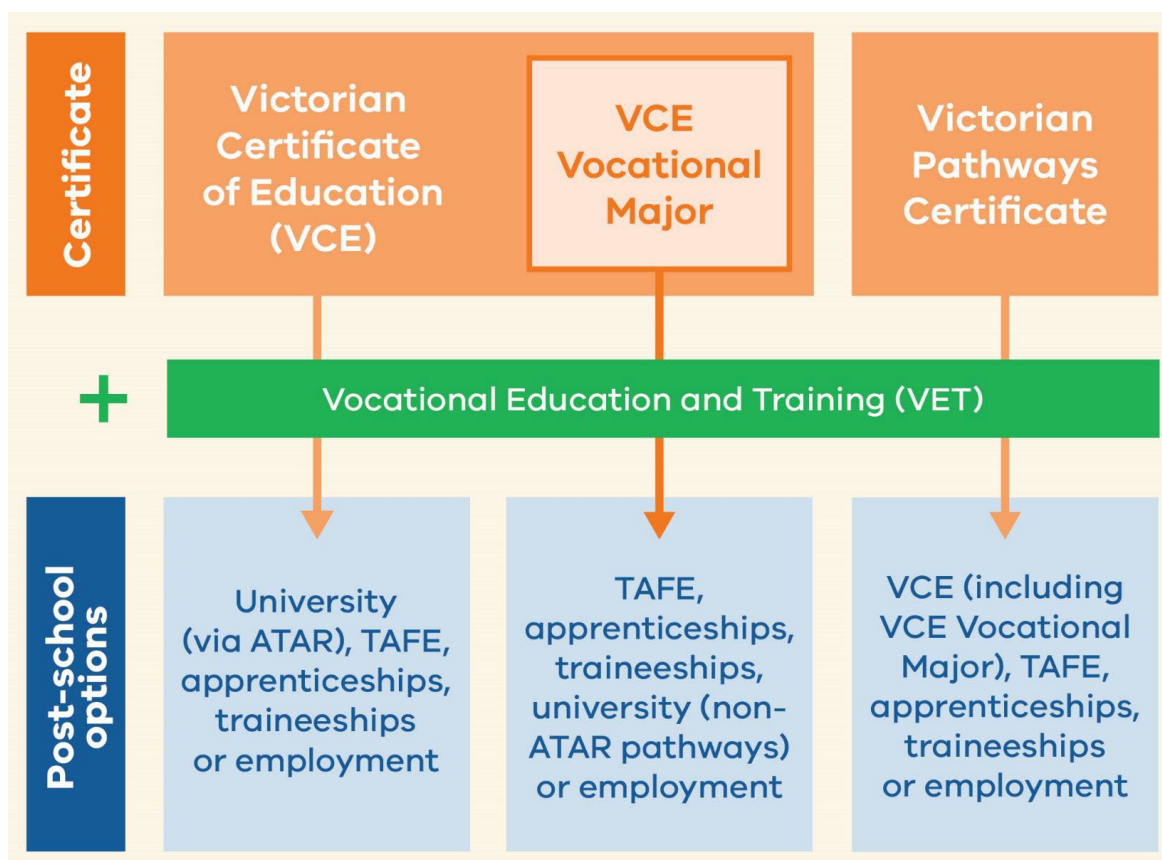 Certificate
Victorian
Certificate
of Education
(VCE)
VCE
Vocational
Major
Victorian
Pathways
Certificate
+
Vocational Education and Training (VET)
Post-school
options
University
(via ATAR), TAFE,
apprenticeships,
traineeships
or employment
TAFE,
apprenticeships,
traineeships,
university (non-
ATAR pathways)
or employment
VCE (including
VCE Vocational
Major), TAFE,
apprenticeships,
traineeships
or employment